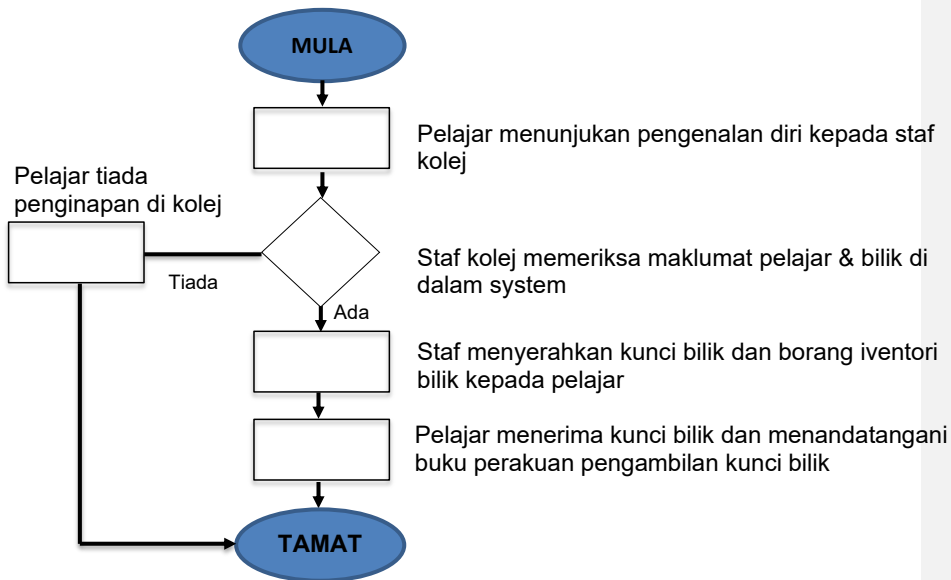 MULA
Pelajar menunjukan pengenalan diri kepada staf
kolej
Pelajar tiada
penginapan di kolej
Staf kolej memeriksa maklumat pelajar & bilik di
dalam system
Tiada
Ada
Staf menyerahkan kunci bilik dan borang iventori
bilik kepada pelajar
Pelajar menerima kunci bilik dan menandatangani
buku perakuan pengambilan kunci bilik
TAMAT